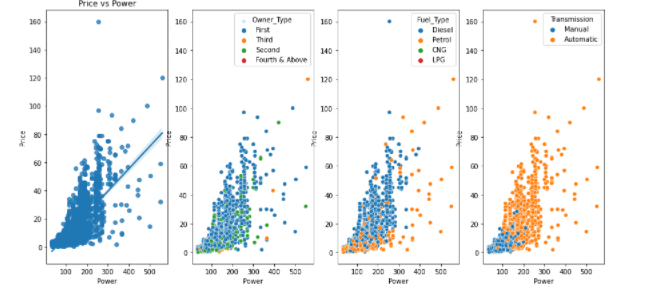 Price vs Power
160
140
120
100
80
60
40
20
0
Price
100 200 300 400 500
Power
160
140
120
100
80
60
40
20
0
Price
Owner_Type
First
Third
Second
Fourth & Above
100 200 300 400 500
Power
160
140
120
100
80
60
40
20
0
Price
Fuel_Type
Diesel
Petrol
CNG
LPG
100 200 300 400 500
Power
160
140
120
100
80
60
40
20
0
Price
Transmission
Manual
Automatic
100 200 300 400 500
Power